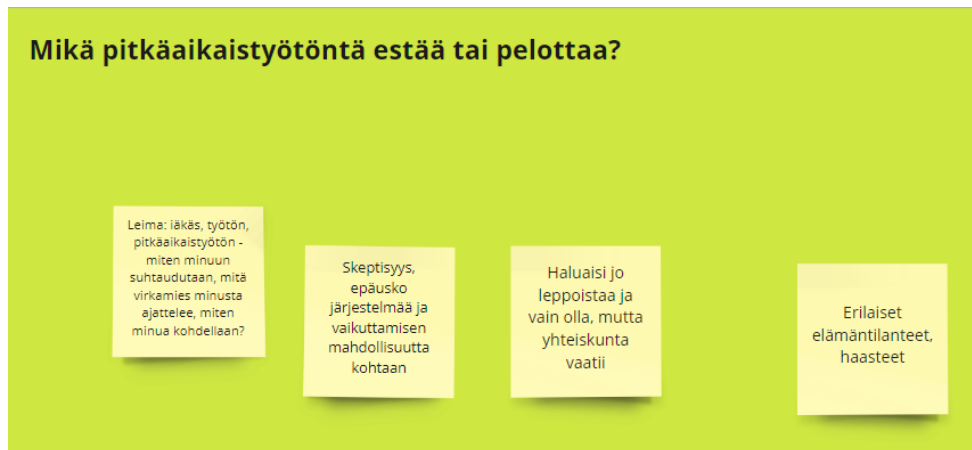 Mikä pitkäaikaistyötöntä estää tai pelottaa?
Leima: iäkäs, työtön,
pitkäaikaistyötön -
miten minuun
suhtaudutaan, mitä
virkamies minusta
ajattelee, miten
minua kohdellaan?
Skeptisyys,
epäusko
järjestelmää ja
vaikuttamisen
mahdollisuutta
kohtaan
Haluaisi jo
leppoistaa ja
vain olla, mutta
yhteiskunta
vaatii
Erilaiset
elämäntilanteet,
haasteet